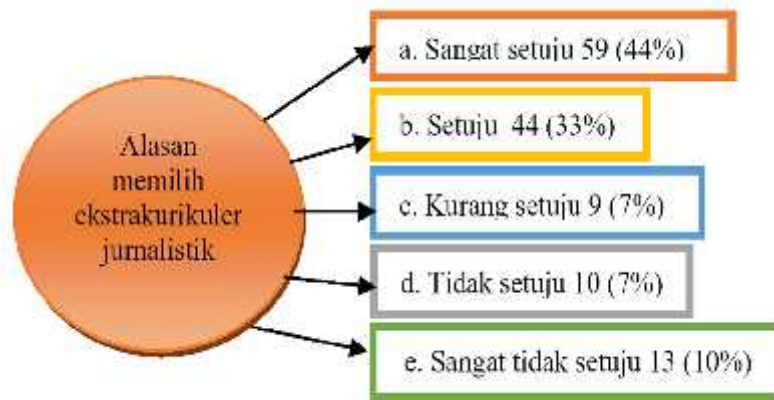 Alasan
memilih
ekstrakurikuler
jurnalistik
a. Sangat setuju 59 (44%)
b. Setuju 44 (33%)
c. Kurang setuju 9 (7%)
d. Tidak setuju 10 (7%)
e. Sangat tidak setuju 13 (10%)